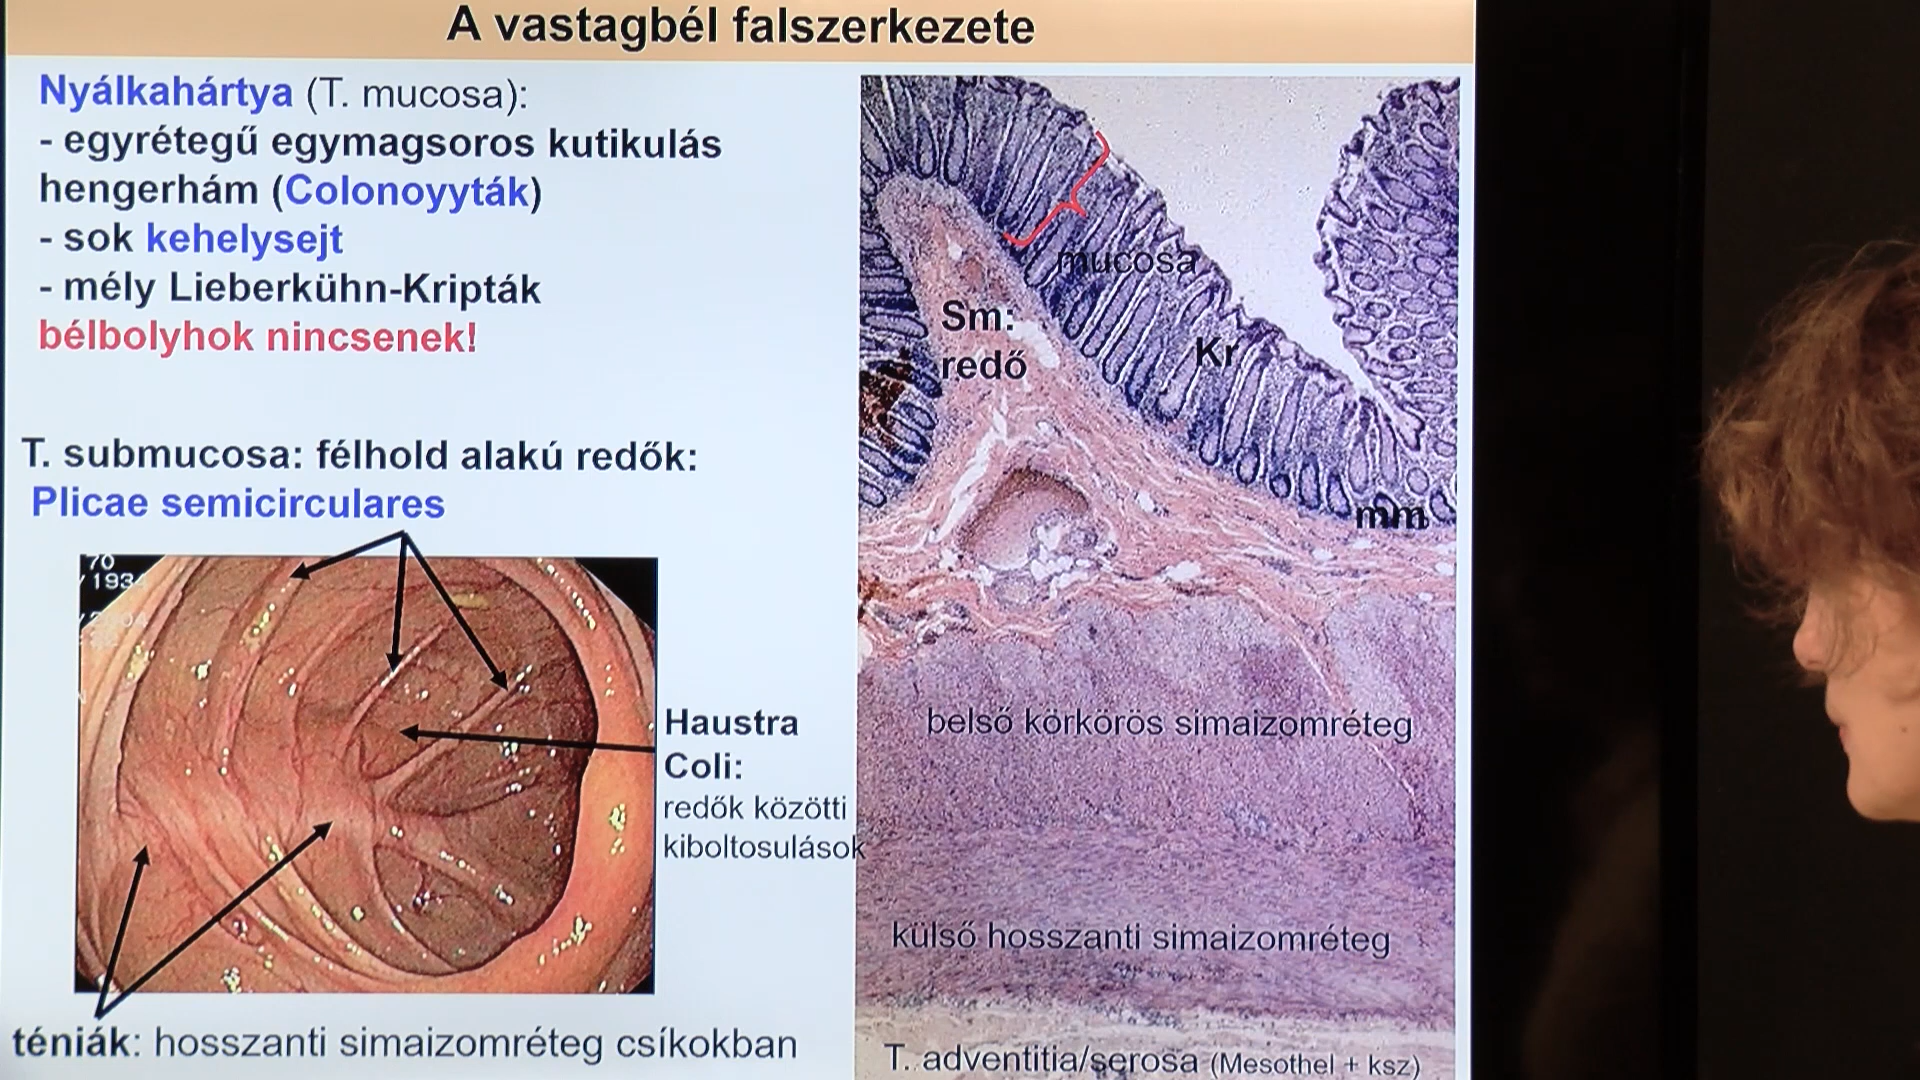 A vastagbél falszerkezete
Nyálkahártya (T. mucosa):
- egyrétegű egymagsoros kutikulás
hengerhám (Colonoyyták)
- sok kehelysejt
- mély Lieberkühn-Kripták
bélbolyhok nincsenek!
T. submucosa: félhold alakú redők:
Plicae semicirculares
70
Haustra
Coli:
redők közötti
kiboltosulások
téniák: hosszanti simaizomréteg csíkokban
mucosa
Sm:
redő
Kr
mm
belső körkörös simaizomréteg
külső hosszanti simaizomréteg
T. adventitia/serosa (Mesothel + ksz)